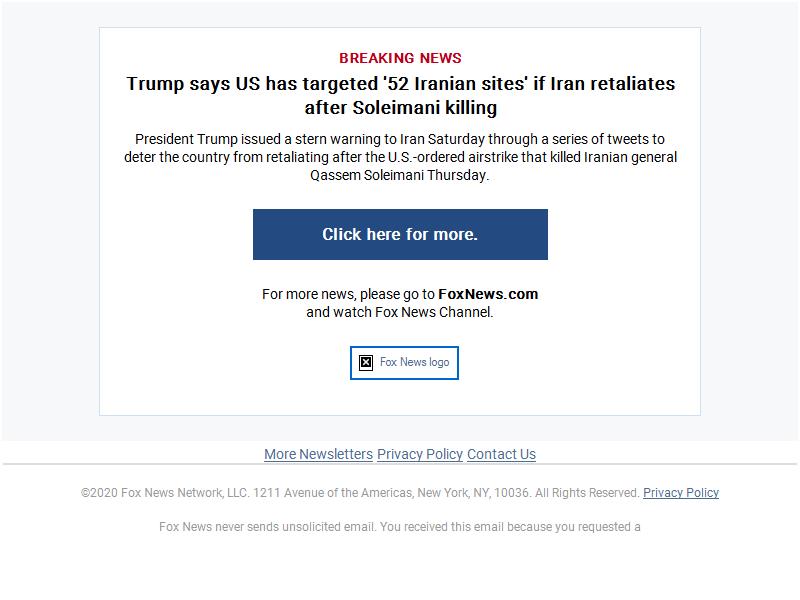 BREAKING NEWS
Trump says US has targeted '52 Iranian sites' if Iran retaliates
after Soleimani killing
President Trump issued a stern warning to Iran Saturday through a series of tweets to
deter the country from retaliating after the U.S.-ordered airstrike that killed Iranian general
Qassem Soleimani Thursday.
Click here for more.
For more news, please go to FoxNews.com
and watch Fox News Channel.
Fox News logo
More Newsletters Privacy Policy Contact Us
©2020 Fox News Network, LLC. 1211 Avenue of the Americas, New York, NY, 10036. All Rights Reserved. Privacy Policy
Fox News never sends unsolicited email. You received this email because you requested a